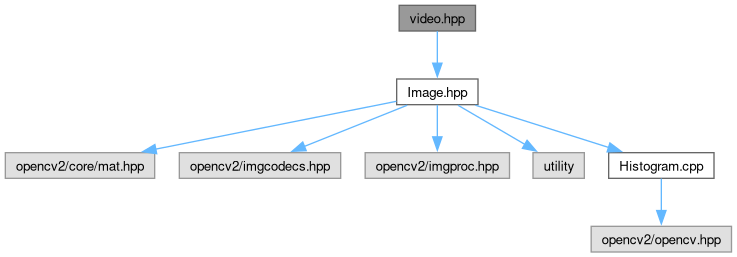 video.hpp
Image.hpp
opencv2/core/mat.hpp
opencv2/imgcodecs.hpp
opencv2/imgproc.hpp
utility
Histogram.cpp
opencv2/opencv.hpp